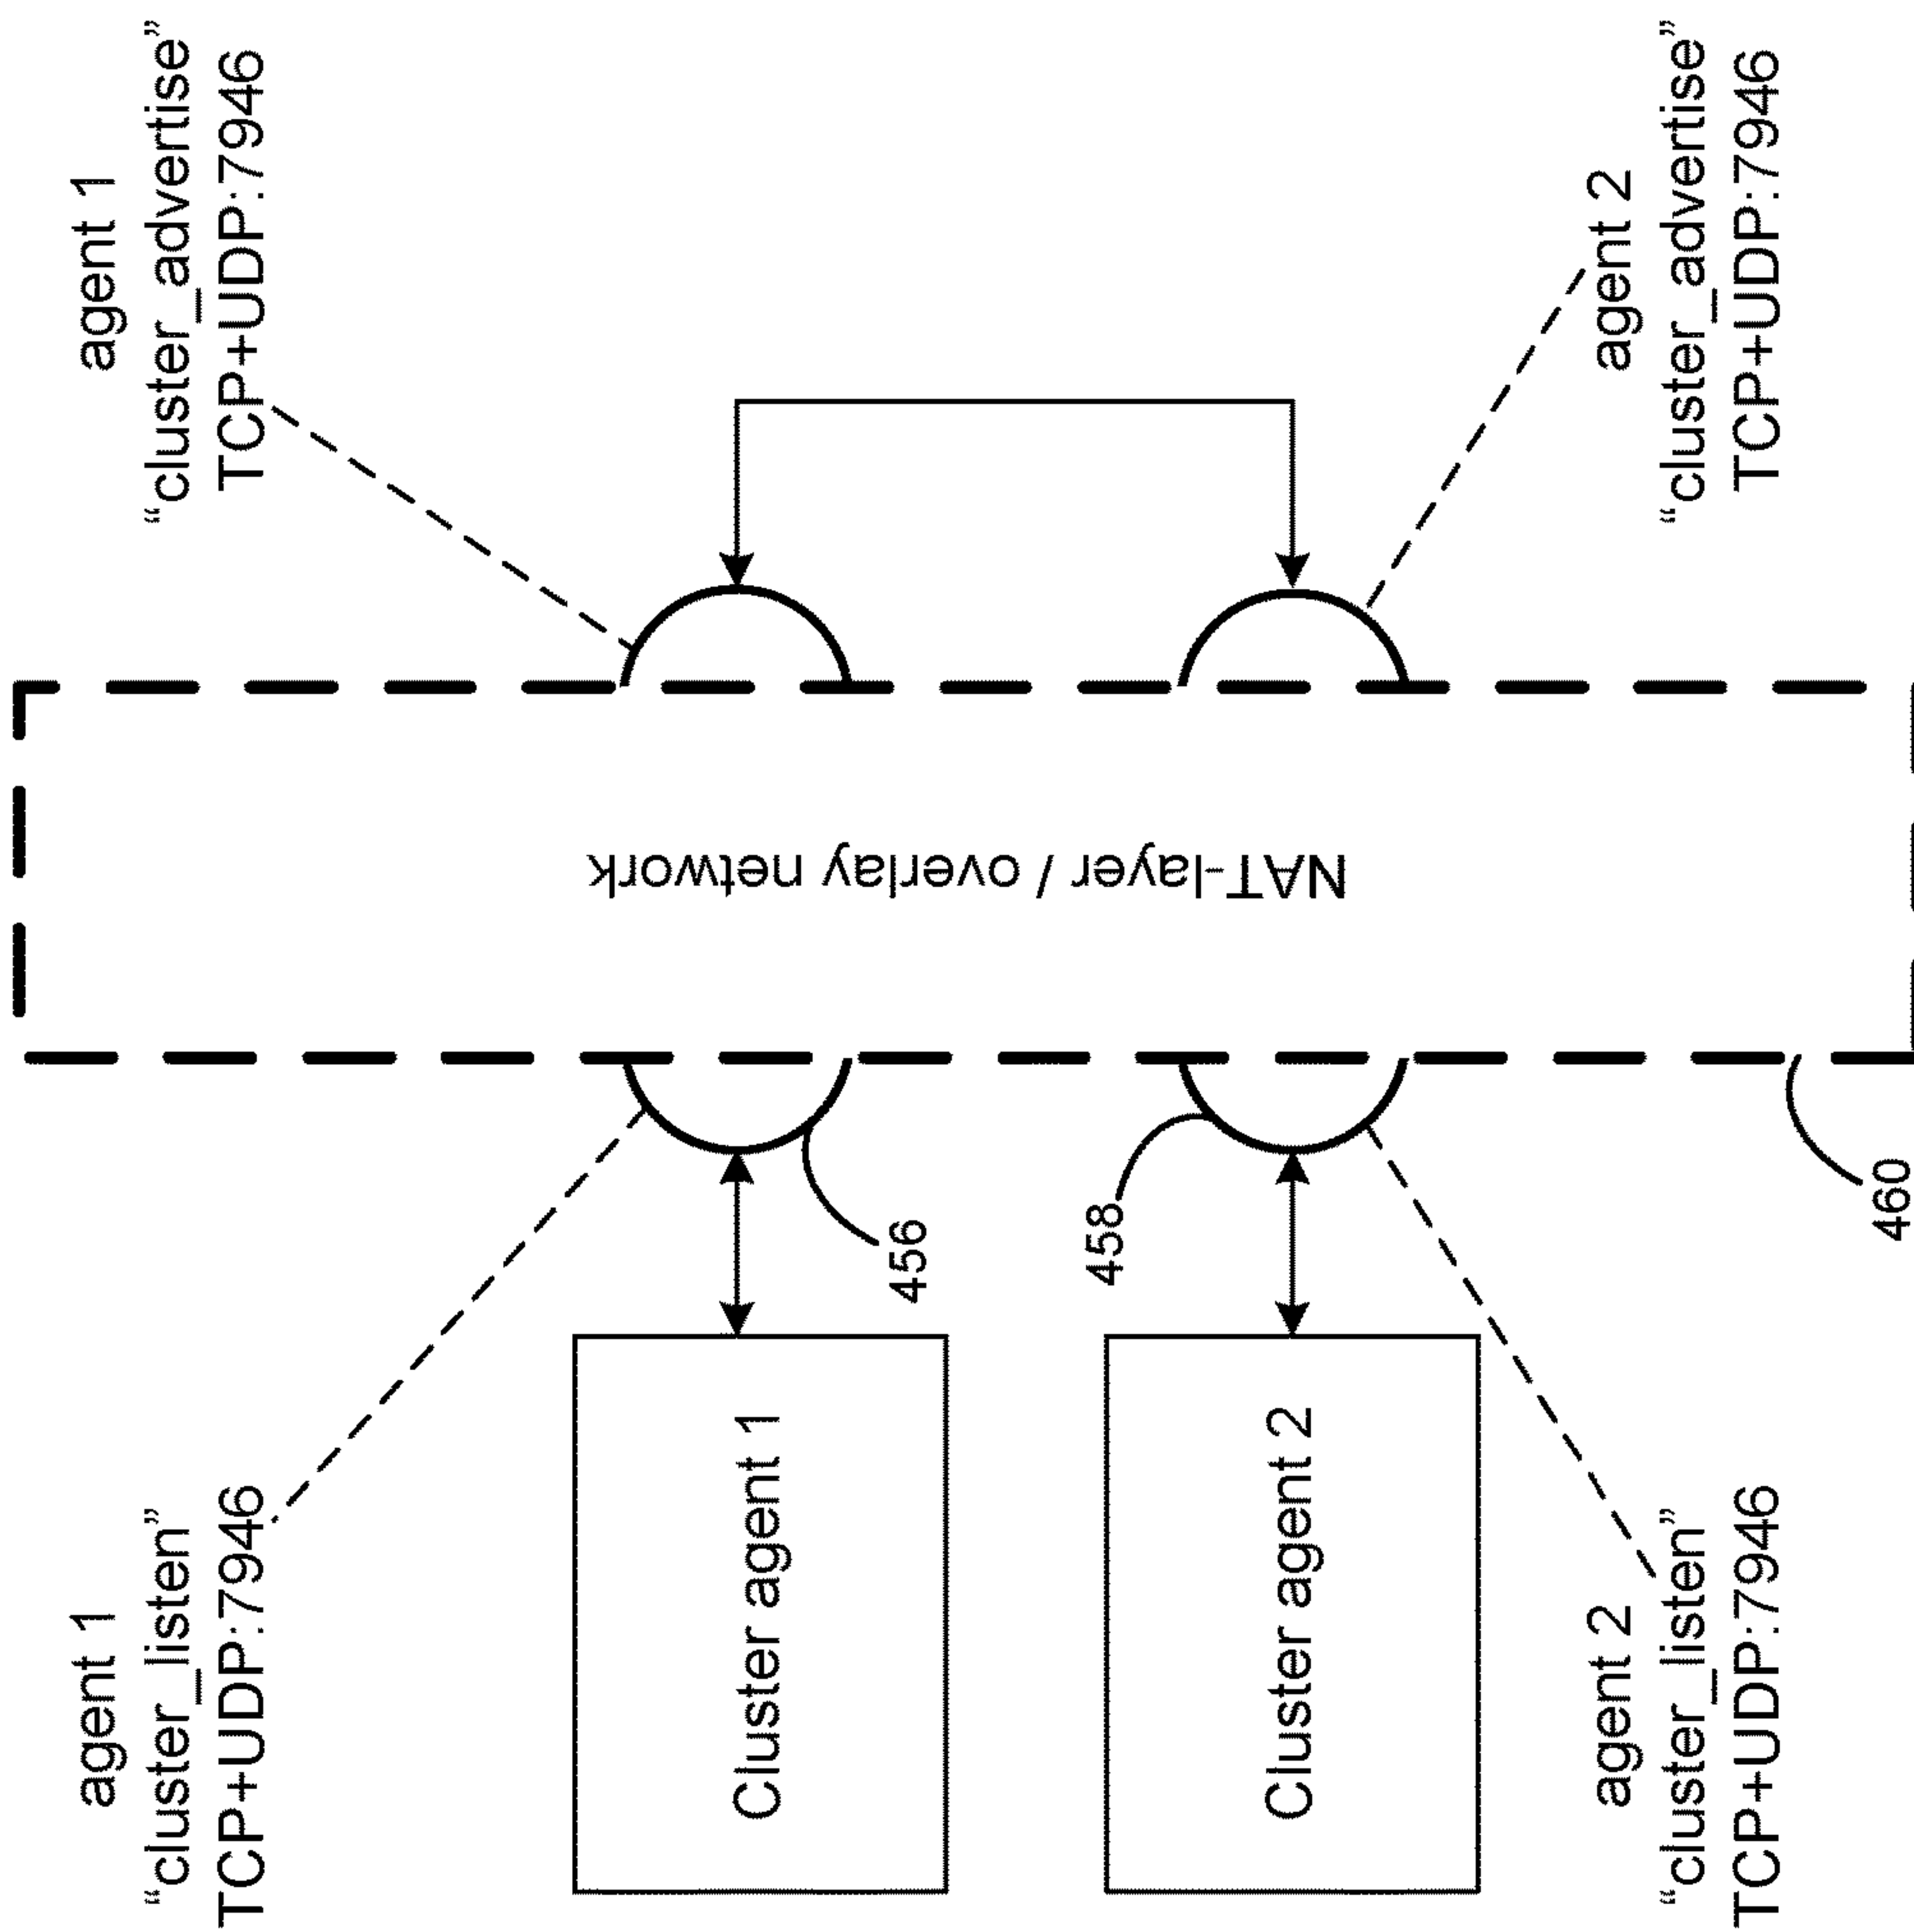 agent 1
“cluster_listen”
TCP+UDP:7946
agent 1
“cluster_advertise”
TCP+UDP:7946
Cluster agent 1
456
NAT-layer / overlay network
458
Cluster agent 2
agent 2
“cluster_listen”
TCP+UDP:7946
460
agent 2
“cluster_advertise”
TCP+UDP:7946